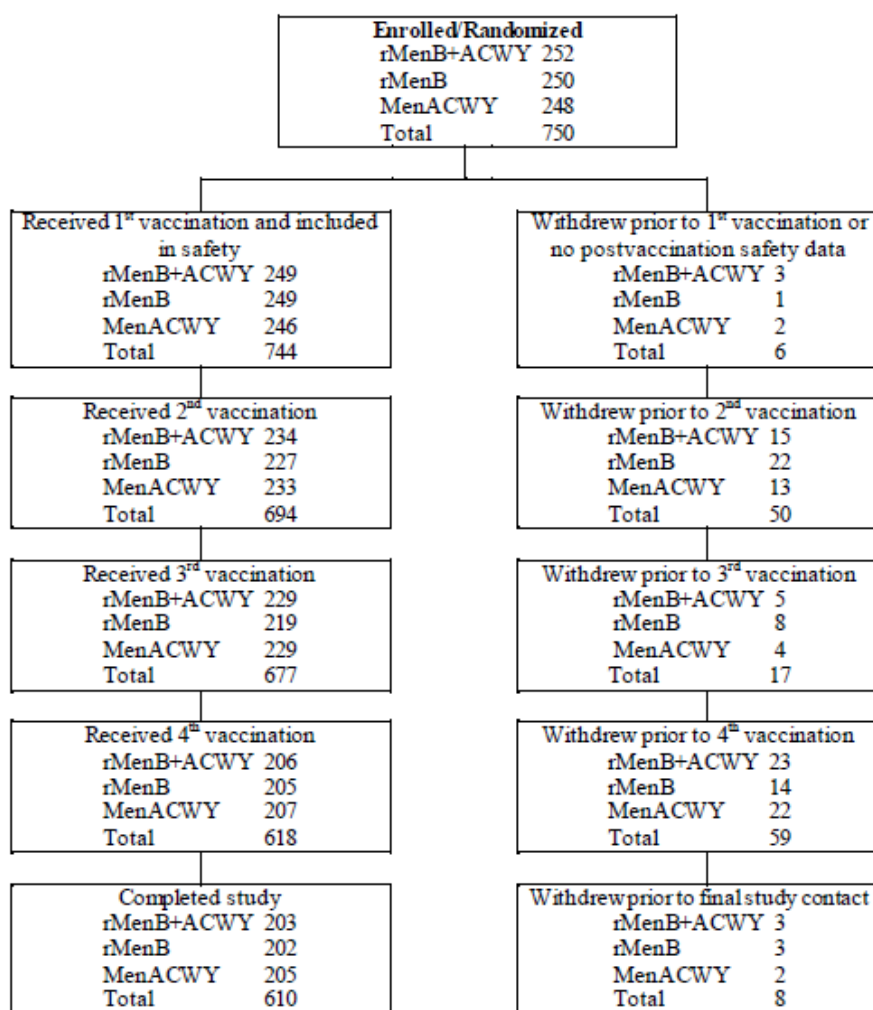 Enrolled/Randomized
rMenB+ACWY 252
rMenB 250
MenACWY 248
Total 750
Received 1st vaccination and included
in safety
rMenB+ACWY 249
rMenB 249
MenACWY 246
Total 744
Withdrew prior to 1st vaccination or
no postvaccination safety data
rMenB+ACWY 3
rMenB 1
MenACWY 2
Total 6
Received 2nd vaccination
rMenB+ACWY 234
rMenB 227
MenACWY 233
Total 694
Withdrew prior to 2nd vaccination
rMenB+ACWY 15
rMenB 22
MenACWY 13
Total 50
Received 3rd vaccination
rMenB+ACWY 229
rMenB 219
MenACWY 229
Total 677
Withdrew prior to 3rd vaccination
rMenB+ACWY 5
rMenB 8
MenACWY 4
Total 17
Received 4th vaccination
rMenB+ACWY 206
rMenB 205
MenACWY 207
Total 618
Withdrew prior to 4th vaccination
rMenB+ACWY 23
rMenB 14
MenACWY 22
Total 59
Completed study
rMenB+ACWY 203
rMenB 202
MenACWY 205
Total 610
Withdrew prior to final study contact
rMenB+ACWY 3
rMenB 3
MenACWY 2
Total 8